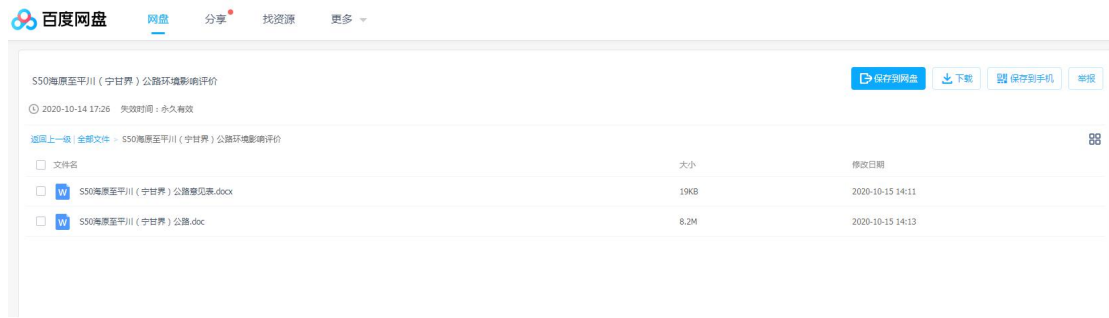 百度网盘 网盘 分享 找资源 更多
S50海原至平川（宁甘界）公路环境影响评价 保存到网盘 下载 保存到手机 举报
2020-10-14 17:26 失效时间：永久有效
返回上一级 | 全部文件 > S50海原至平川（宁甘界）公路环境影响评价
文件名 大小 修改日期
W S50海原至平川（宁甘界）公路意见表.docx 19KB 2020-10-15 14:11
W S50海原至平川（宁甘界）公路.doc 8.2M 2020-10-15 14:13